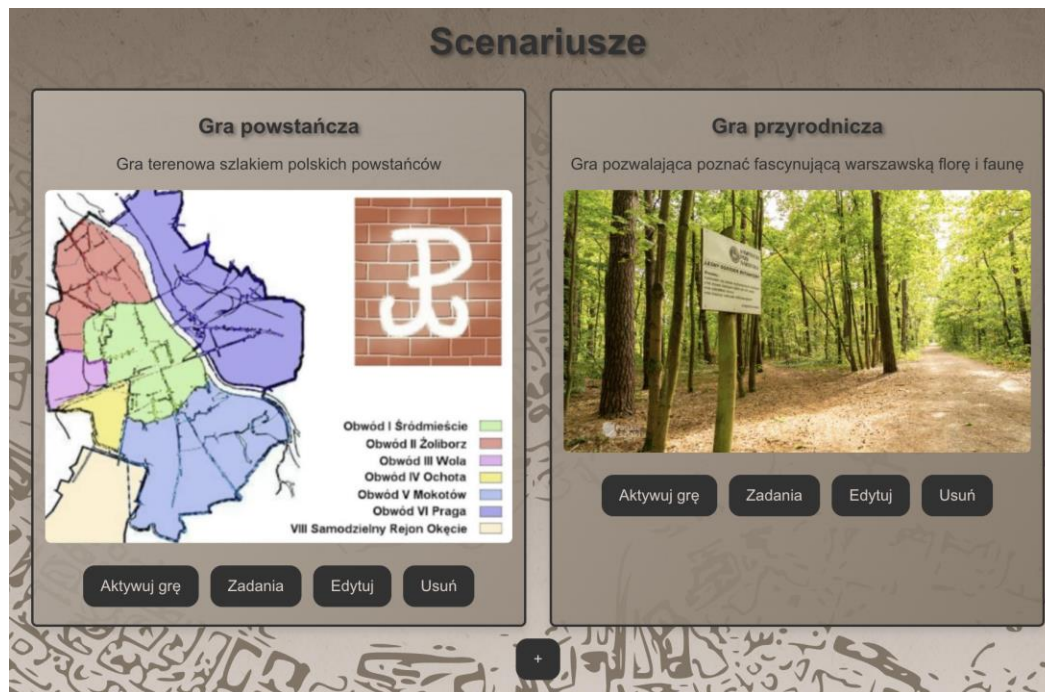 Scenariusze
Gra powstańcza
Gra terenowa szlakiem polskich powstańców
Obwód I Śródmieście
Obwód II Żoliborz
Obwód III Wola
Obwód IV Ochota
Obwód V Mokotów
Obwód VI Praga
VIII Samodzielny Rejon Okęcie
Aktywuj grę
Zadania
Edytuj
Usuń
Gra przyrodnicza
Gra pozwalająca poznać fascynującą warszawską florę i faunę
Aktywuj grę
Zadania
Edytuj
Usuń
+